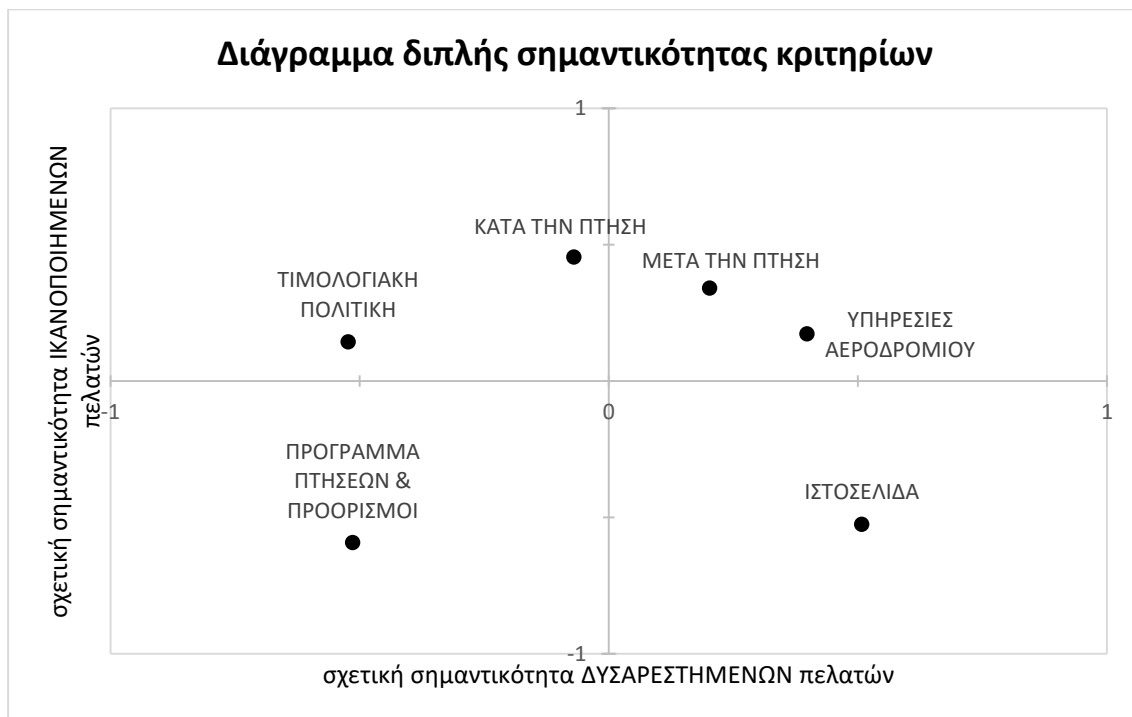 Διάγραμμα διπλής σημαντικότητας κριτηρίων
1
ΚΑΤΑ ΤΗΝ ΠΤΗΣΗ
ΜΕΤΑ ΤΗΝ ΠΤΗΣΗ
ΤΙΜΟΛΟΓΙΑΚΗ
ΠΟΛΙΤΙΚΗ
ΥΠΗΡΕΣΙΕΣ
ΑΕΡΟΔΡΟΜΙΟΥ
σχετική σημαντικότητα ΙΚΑΝΟΠΟΙΗΜΕΝΩΝ
πελατών
-1
0
1
ΠΡΟΓΡΑΜΜΑ
ΠΤΗΣΕΩΝ &
ΠΡΟΟΡΙΣΜΟΙ
ΙΣΤΟΣΕΛΙΔΑ
-1
σχετική σημαντικότητα ΔΥΣΑΡΕΣΤΗΜΕΝΩΝ πελατών